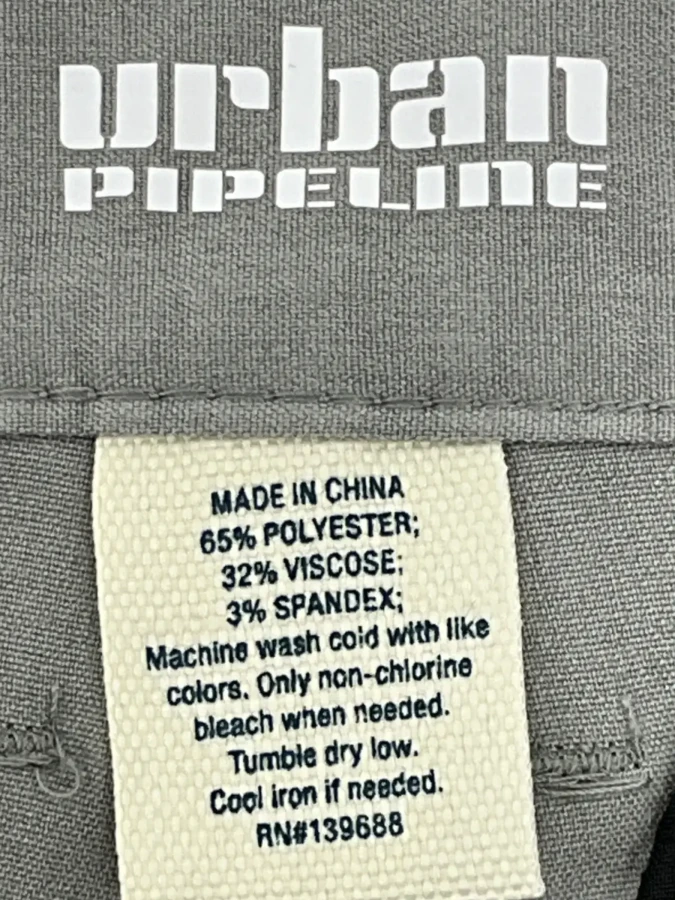 urban
PIPELINE
MADE IN CHINA
65% POLYESTER;
32% VISCOSE;
3% SPANDEX;
Machine wash cold with like
colors. Only non-chlorine
bleach when needed.
Tumble dry low.
Cool iron if needed.
RN#139688